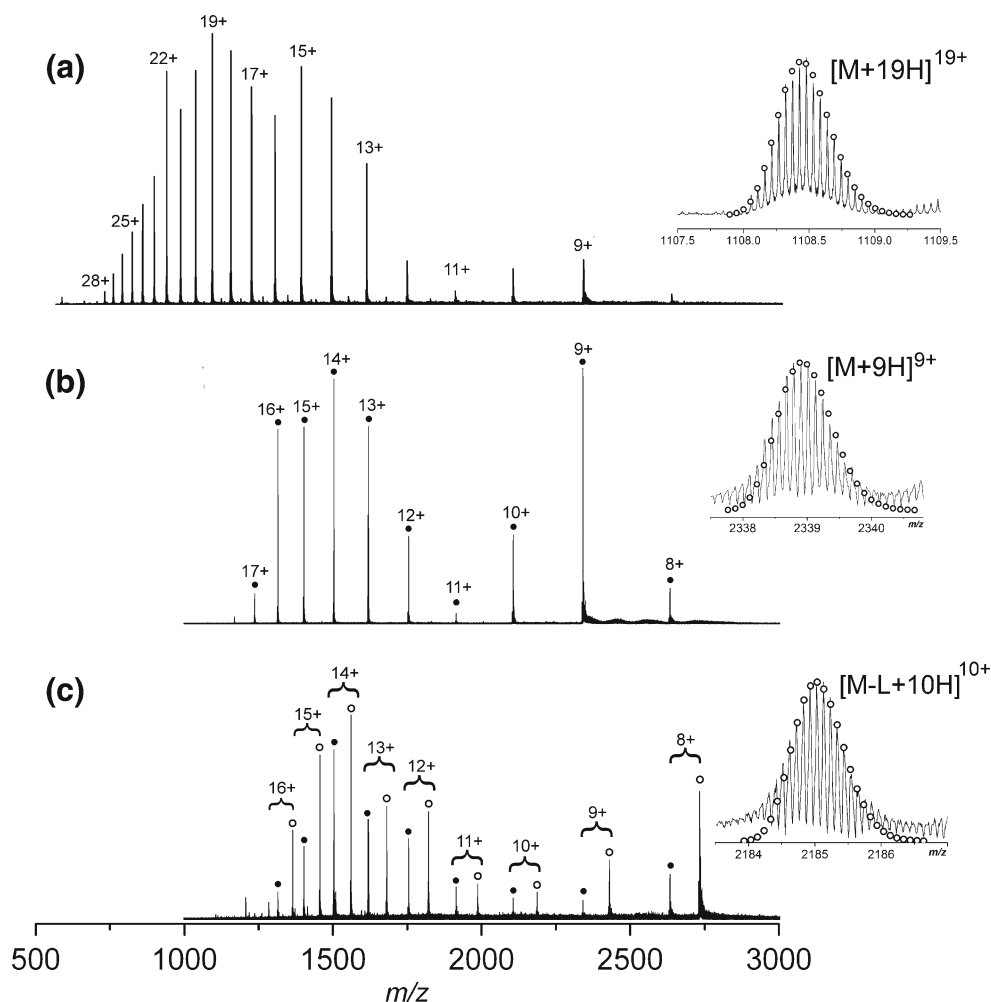 (a)
28+
25+
22+
19+
17+
15+
13+
11+
9+
[M+19H]19+
1107.5 1108.0 1108.5 1109.0 1109.5
(b)
17+
16+
15+
14+
13+
12+
11+
10+
9+
8+
[M+9H]9+
2338 2339 2340 m/z
(c)
16+
15+
14+
13+
12+
11+
10+
9+
8+
[M-L+10H]10+
2184 2185 2186 m/z
500 1000 1500 2000 2500 3000
m/z